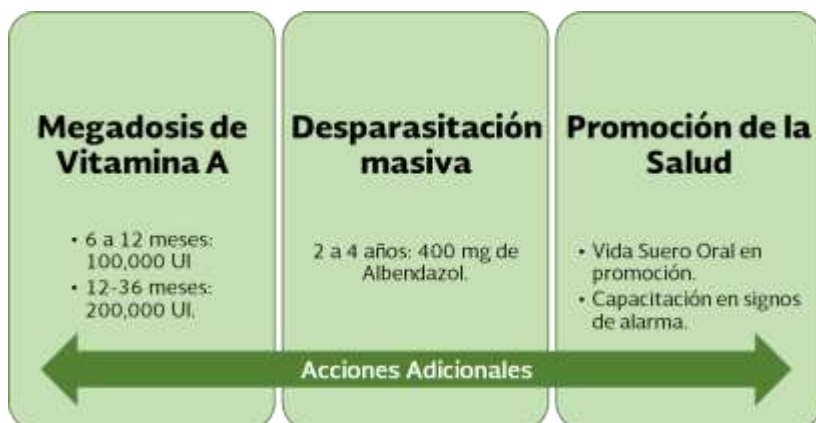 Megadosis de
Vitamina A
• 6 a 12 meses:
100,000 UI
• 12-36 meses:
200,000 UI.
Desparasitación
masiva
2 a 4 años: 400 mg de
Albendazol.
Promoción de la
Salud
• Vida Suero Oral en
promoción.
• Capacitación en signos
de alarma.
Acciones Adicionales